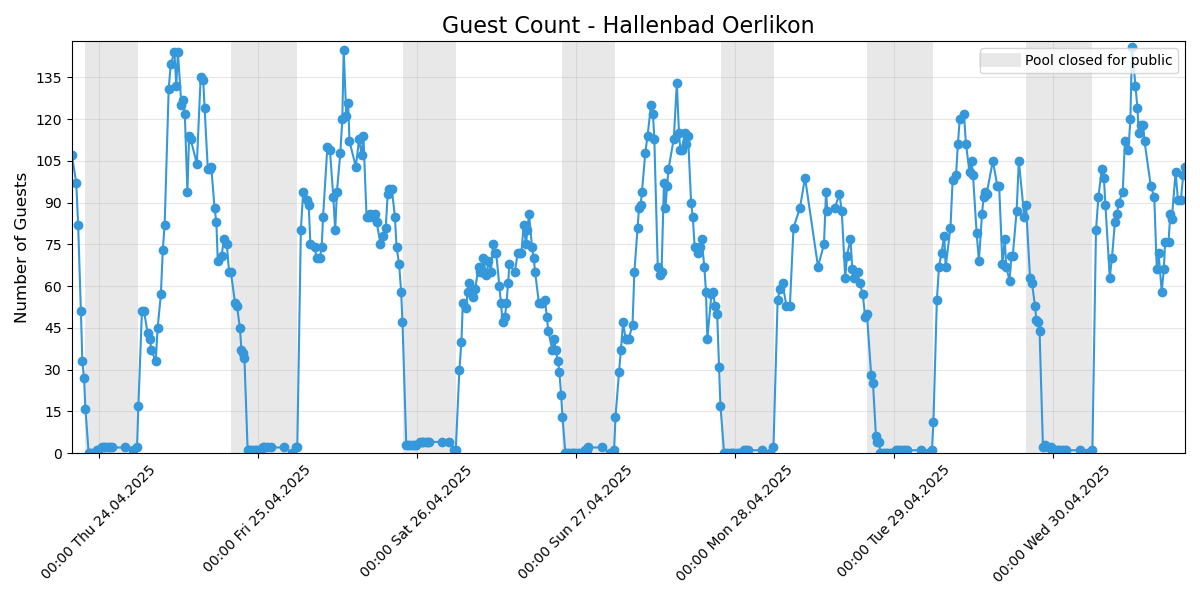 Guest Count - Hallenbad Oerlikon
Pool closed for public
Number of Guests
135
120
105
90
75
60
45
30
15
0
00:00 Thu 24.04.2025
00:00 Fri 25.04.2025
00:00 Sat 26.04.2025
00:00 Sun 27.04.2025
00:00 Mon 28.04.2025
00:00 Tue 29.04.2025
00:00 Wed 30.04.2025